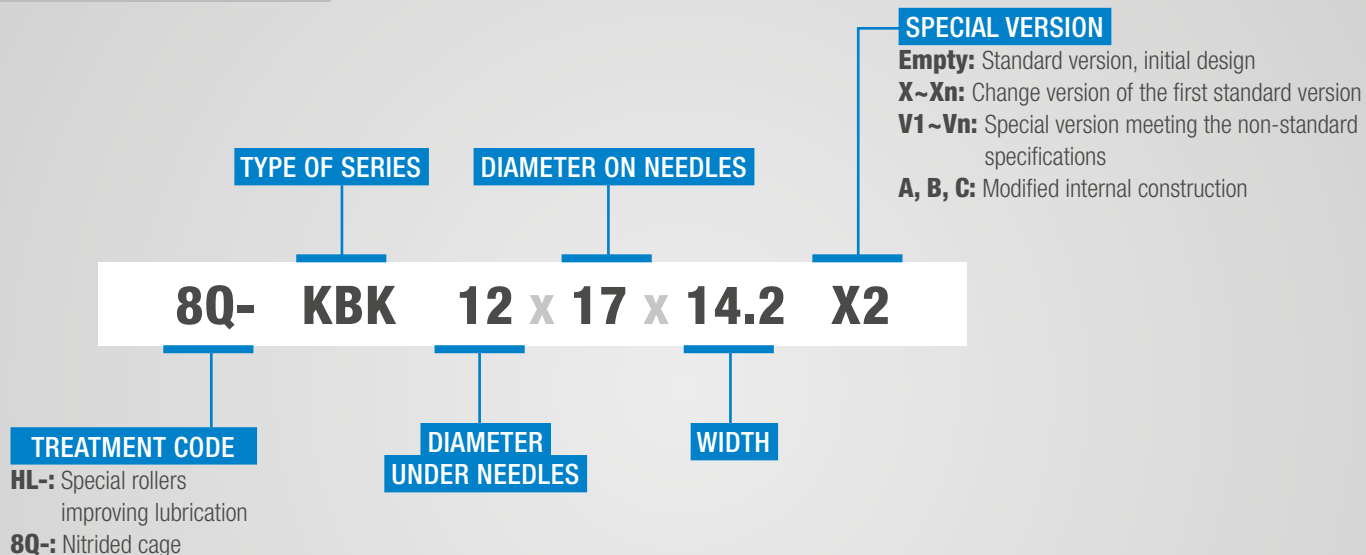 SPECIAL VERSION
Empty: Standard version, initial design
X~Xn: Change version of the first standard version
V1~Vn: Special version meeting the non-standard
specifications
A, B, C: Modified internal construction
TYPE OF SERIES
DIAMETER ON NEEDLES
8Q- KBK 12 x 17 x 14.2 X2
TREATMENT CODE
HL-: Special rollers
improving lubrication
8Q-: Nitrided cage
DIAMETER
UNDER NEEDLES
WIDTH